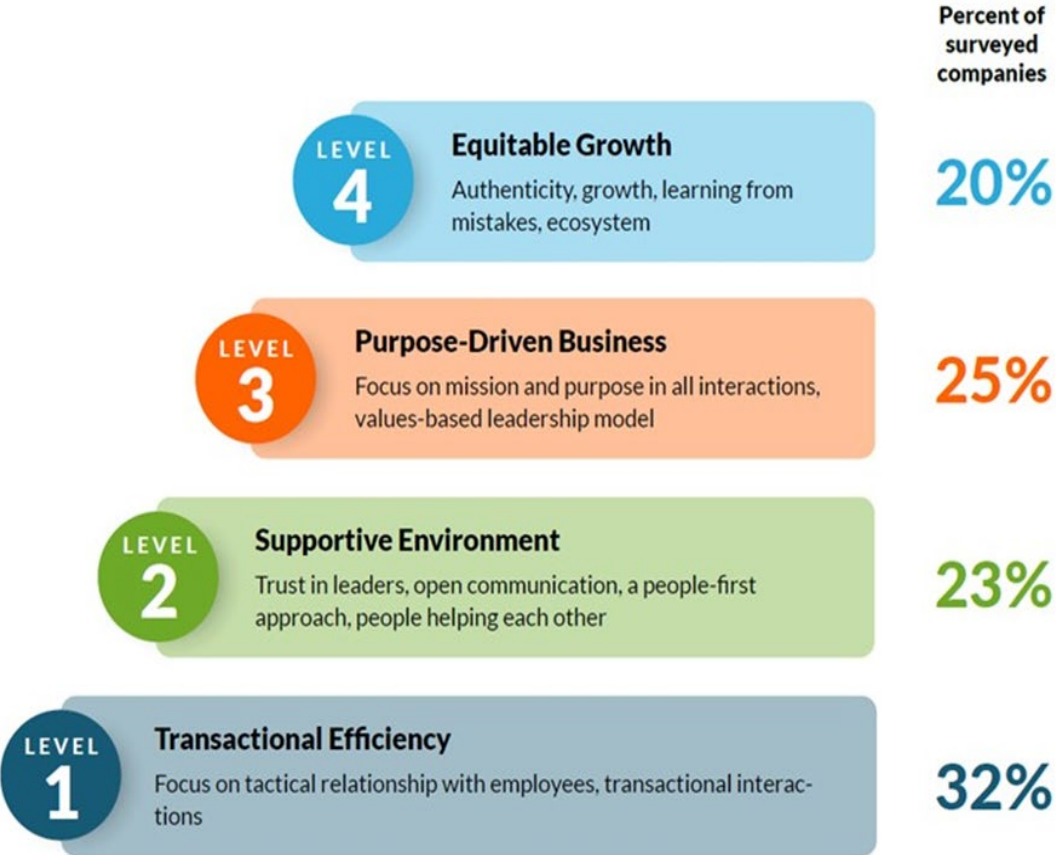 Percent of
surveyed
companies
LEVEL
4
Equitable Growth
Authenticity, growth, learning from
mistakes, ecosystem
20%
LEVEL
3
Purpose-Driven Business
Focus on mission and purpose in all interactions,
values-based leadership model
25%
LEVEL
2
Supportive Environment
Trust in leaders, open communication, a people-first
approach, people helping each other
23%
LEVEL
1
Transactional Efficiency
Focus on tactical relationship with employees, transactional interac-
tions
32%